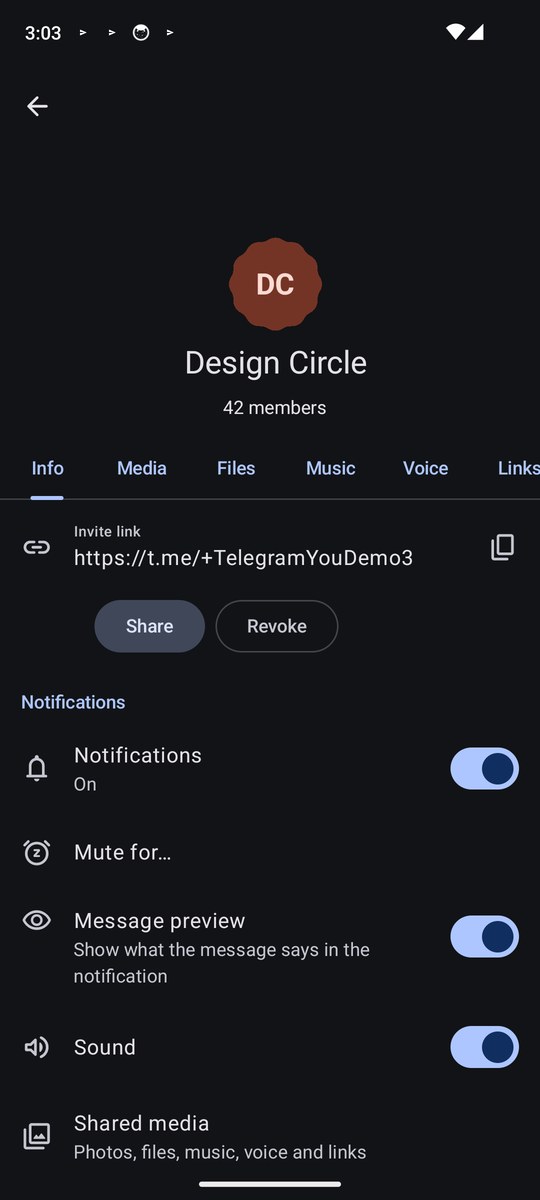 3:03
DC
Design Circle
42 members
Info Media Files Music Voice Links
Invite link
https://t.me/+TelegramYouDemo3
Share Revoke
Notifications
Notifications
On
Mute for…
Message preview
Show what the message says in the
notification
Sound
Shared media
Photos, files, music, voice and links